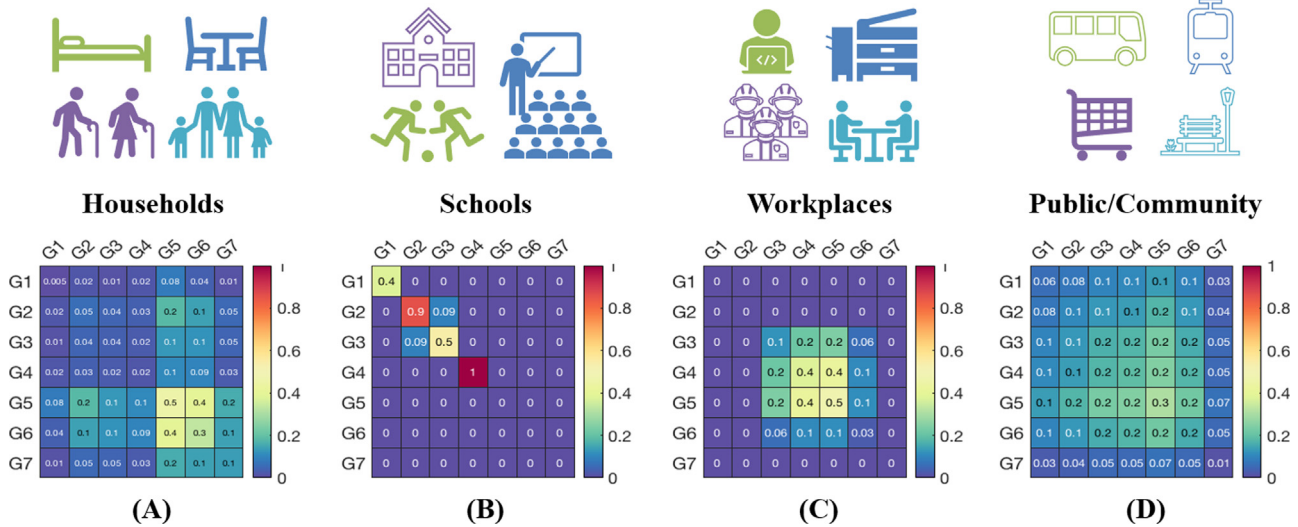 </>
Households
Schools
Workplaces
Public/Community
G1 G2 G3 G4 G5 G6 G7
G1 0.005 0.02 0.01 0.02 0.08 0.04 0.01
G2 0.02 0.05 0.04 0.03 0.2 0.1 0.05
G3 0.01 0.04 0.04 0.02 0.1 0.1 0.05
G4 0.02 0.03 0.02 0.02 0.1 0.09 0.03
G5 0.08 0.2 0.1 0.1 0.5 0.4 0.2
G6 0.04 0.1 0.1 0.09 0.4 0.3 0.1
G7 0.01 0.05 0.05 0.03 0.2 0.1 0.1
1
0.8
0.6
0.4
0.2
0
(A)
G1 G2 G3 G4 G5 G6 G7
G1 0.4 0 0 0 0 0 0
G2 0 0.9 0.09 0 0 0 0
G3 0 0.09 0.5 0 0 0 0
G4 0 0 0 1 0 0 0
G5 0 0 0 0 0 0 0
G6 0 0 0 0 0 0 0
G7 0 0 0 0 0 0 0
1
0.8
0.6
0.4
0.2
0
(B)
G1 G2 G3 G4 G5 G6 G7
G1 0 0 0 0 0 0 0
G2 0 0 0 0 0 0 0
G3 0 0 0.1 0.2 0.2 0.06 0
G4 0 0 0.2 0.4 0.4 0.1 0
G5 0 0 0.2 0.4 0.5 0.1 0
G6 0 0 0.06 0.1 0.1 0.03 0
G7 0 0 0 0 0 0 0
1
0.8
0.6
0.4
0.2
0
(C)
G1 G2 G3 G4 G5 G6 G7
G1 0.06 0.08 0.1 0.1 0.1 0.1 0.03
G2 0.08 0.1 0.1 0.1 0.2 0.1 0.04
G3 0.1 0.1 0.2 0.2 0.2 0.2 0.05
G4 0.1 0.1 0.2 0.2 0.2 0.2 0.05
G5 0.1 0.2 0.2 0.2 0.3 0.2 0.07
G6 0.1 0.1 0.2 0.2 0.2 0.2 0.05
G7 0.03 0.04 0.05 0.05 0.07 0.05 0.01
1
0.8
0.6
0.4
0.2
0
(D)